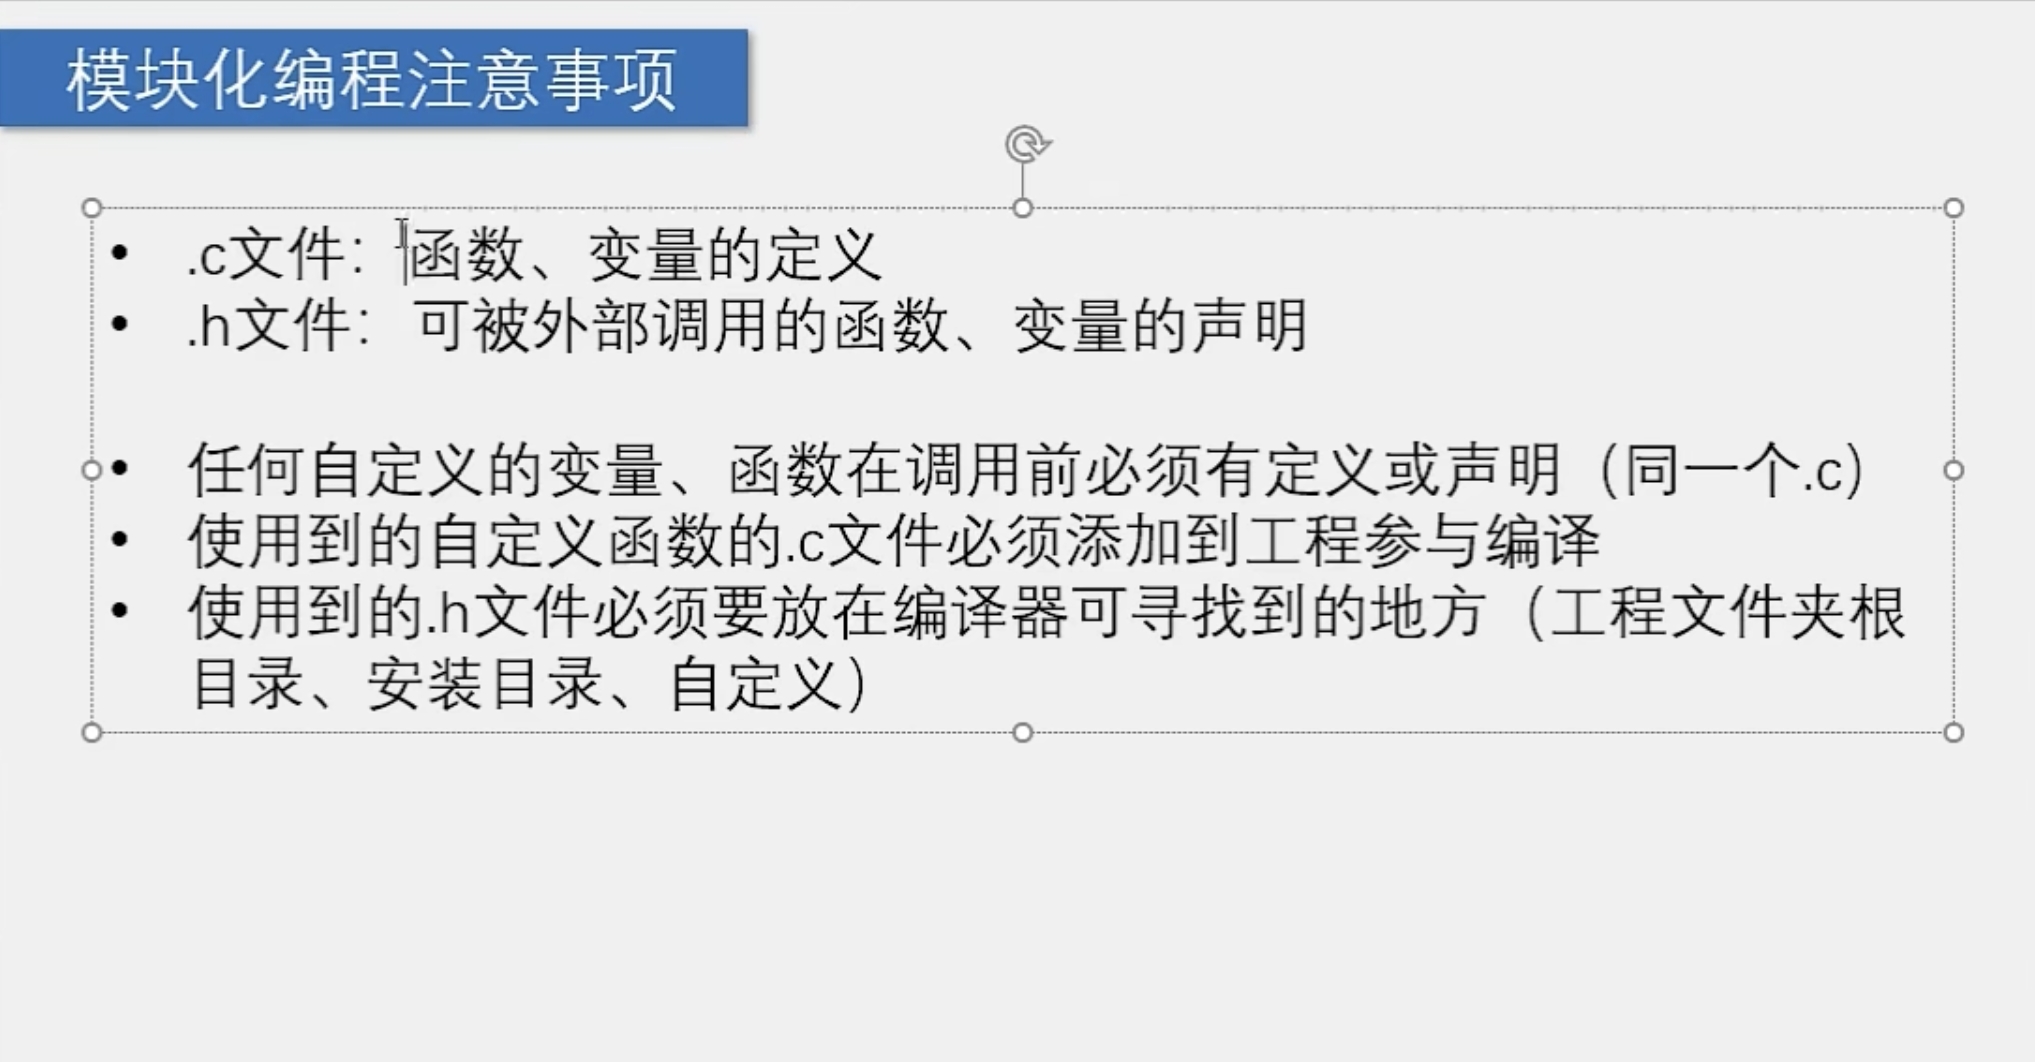 模块化编程注意事项
.c文件：函数、变量的定义
.h文件： 可被外部调用的函数、变量的声明
任何自定义的变量、函数在调用前必须有定义或声明（同一个.c）
使用到的自定义函数的.c文件必须添加到工程参与编译
使用到的.h文件必须要放在编译器可寻找到的地方（工程文件夹根
目录、安装目录、自定义）